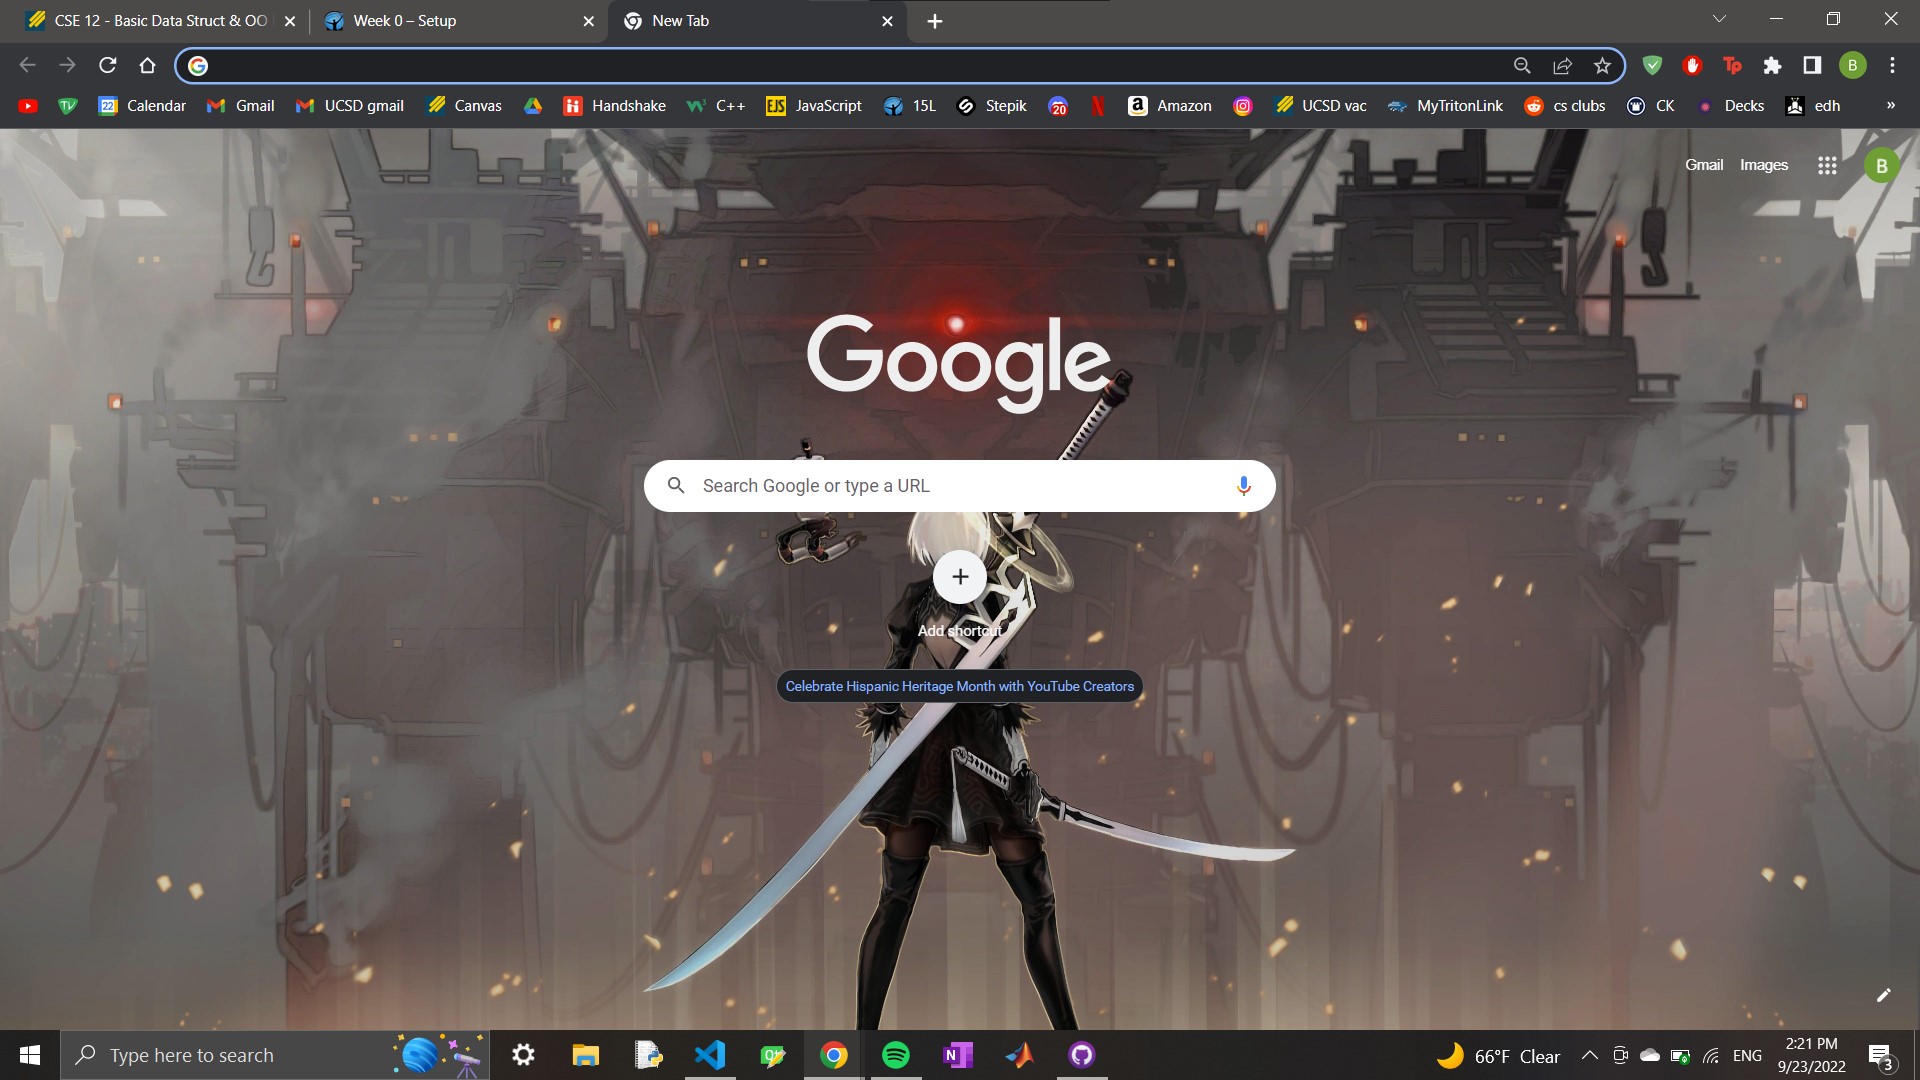 CSE 12 - Basic Data Struct & OO
Week 0 – Setup
New Tab
Calendar
Gmail
UCSD gmail
Canvas
Handshake
C++
JavaScript
15L
Stepik
Amazon
UCSD vac
MyTritonLink
cs clubs
CK
Decks
edh
»
Gmail Images
B
Google
Search Google or type a URL
Add shortcut
Celebrate Hispanic Heritage Month with YouTube Creators
Type here to search
66°F Clear
ENG
2:21 PM
9/23/2022
3